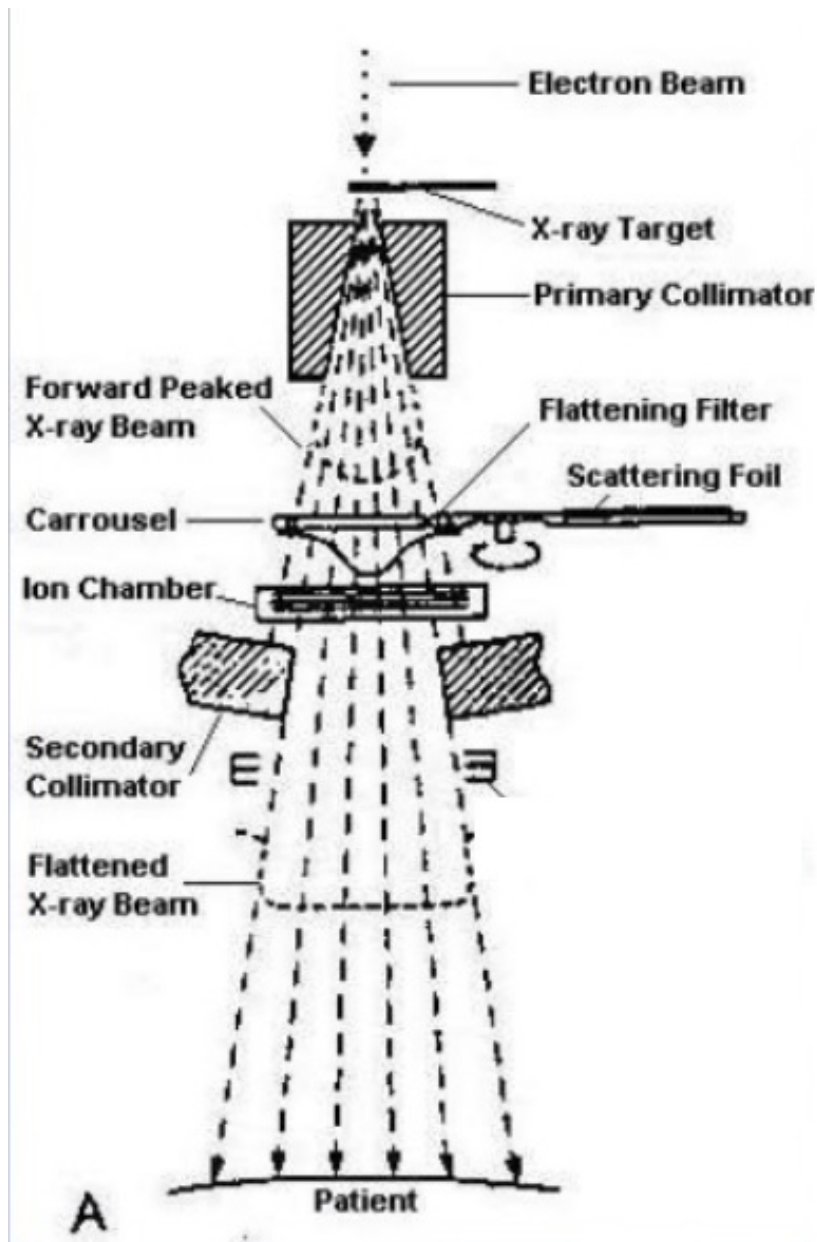 Electron Beam
X-ray Target
Primary Collimator
Forward Peaked
X-ray Beam
Flattening Filter
Scattering Foil
Carrousel
Ion Chamber
Secondary
Collimator
Flattened
X-ray Beam
Patient
A